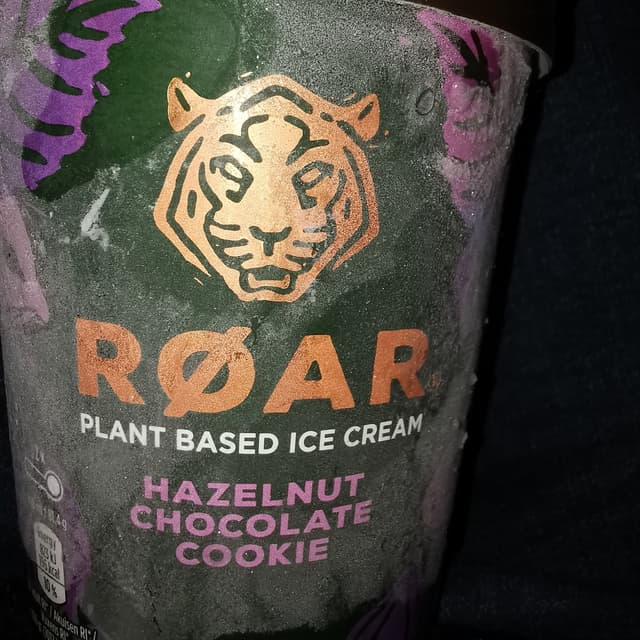 RØAR
PLANT BASED ICE CREAM
HAZELNUT
CHOCOLATE
COOKIE